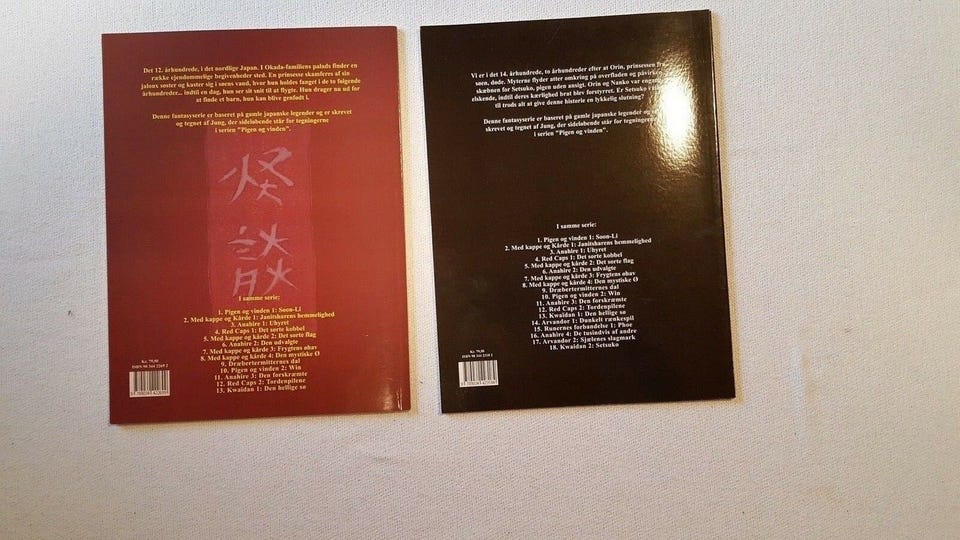 Det 12. århundrede, i det nordlige Japan. I Okada-familiens palads finder en
række ejendommelige begivenheder sted. En prinsesse skamferes af sin
jaloux søster og kaster sig i søens vand, hvor hun holdes fanget i de to følgende
århundreder... indtil en dag, hun ser sit snit til at flygte. Hun drager nu ud for
at finde et barn, hun kan blive genfødt i.
Denne fantasyserie er baseret på gamle japanske legender og er skrevet
og tegnet af Jung, der sideløbende står for tegningerne
i serien "Pigen og vinden".
怪
談
I samme serie:
1. Pigen og vinden 1: Soon-Li
2. Med kappe og Kårde 1: Janitsharens hemmelighed
3. Anahire 1: Uhyret
4. Red Caps 1: Det sorte kobbel
5. Med kappe og kårde 2: Det sorte flag
6. Anahire 2: Den udvalgte
7. Med kappe og kårde 3: Frygtens øhav
8. Med kappe og kårde 4: Den mystiske Ø
9. Dræbertermitternes dal
10. Pigen og vinden 2: Win
11. Anahire 3: Den forskræmte
12. Red Caps 2: Tordenpilene
13. Kwaidan 1: Den hellige sø
Kr. 79,50
Vi er i det 14. århundrede, to århundreder efter at Orin, prinsessen fra
søen, døde. Myterne flyder atter omkring på overfladen og påvirker
skæbnen for Setsuko, pigen uden ansigt. Orin og Nanko var engang
elskende, indtil deres kærlighed brat blev forstyrret. Er Setsuko i
til trods alt at give denne historie en lykkelig slutning?
Denne fantasyserie er baseret på gamle japanske legender og
skrevet og tegnet af Jung, der sideløbende står for tegningerne
i serien "Pigen og vinden".
I samme serie:
1. Pigen og vinden 1: Soon-Li
2. Med kappe og Kårde 1: Janitsharens hemmelighed
3. Anahire 1: Uhyret
4. Red Caps 1: Det sorte kobbel
5. Med kappe og kårde 2: Det sorte flag
6. Anahire 2: Den udvalgte
7. Med kappe og kårde 3: Frygtens øhav
8. Med kappe og kårde 4: Den mystiske Ø
9. Dræbertermitternes dal
10. Pigen og vinden 2: Win
11. Anahire 3: Den forskræmte
12. Red Caps 2: Tordenpilene
13. Kwaidan 1: Den hellige sø
14. Arvandor 1: Dunkelt rænkespil
15. Runernes forbandelse 1: Phoe
16. Anahire 4: De tusindvis af andre
17. Arvandor 2: Sjælenes slagmark
18. Kwaidan 2: Setsuko
Kr. 79,50